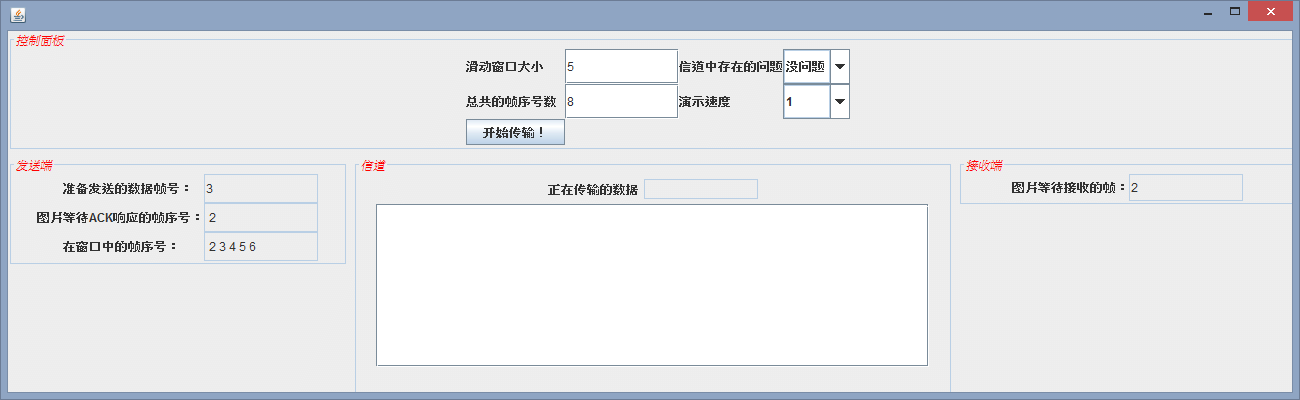 控制面板
滑动窗口大小 5 信道中存在的问题 没问题
总共的帧序号数 8 演示速度 1
开始传输！
发送端
准备发送的数据帧号： 3
图片等待ACK响应的帧序号： 2
在窗口中的帧序号： 2 3 4 5 6
信道
正在传输的数据
接收端
图片等待接收的帧： 2